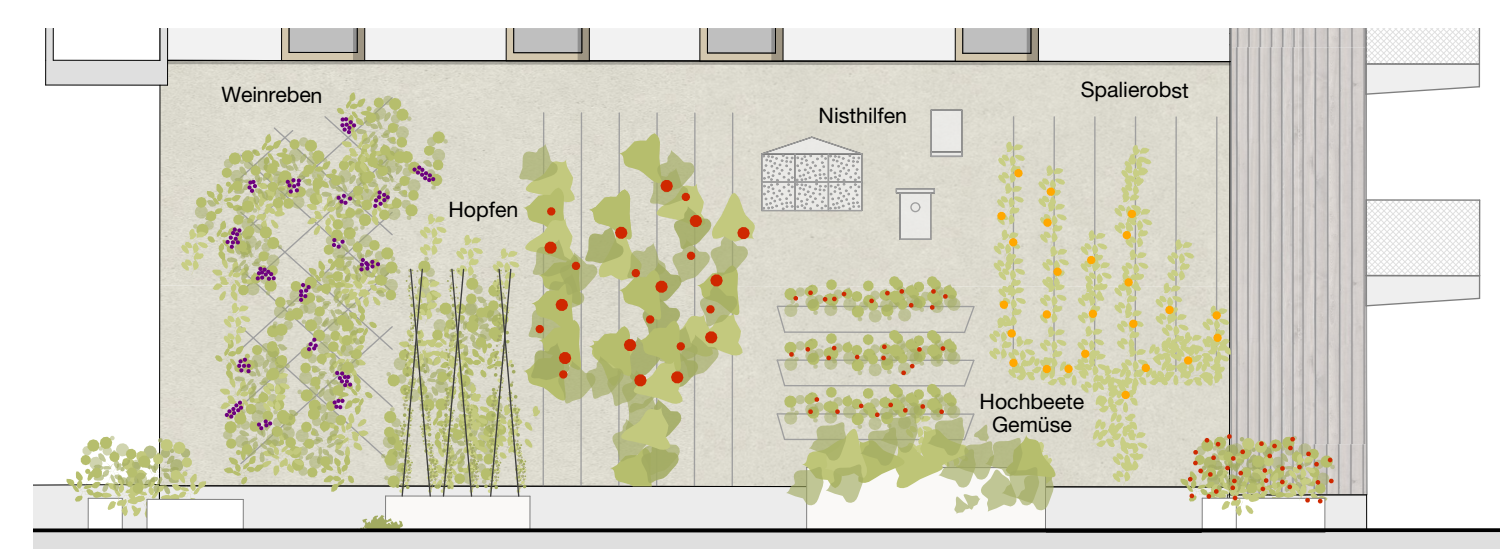 Weinreben
Hopfen
Nisthilfen
Spalierobst
Hochbeete
Gemüse